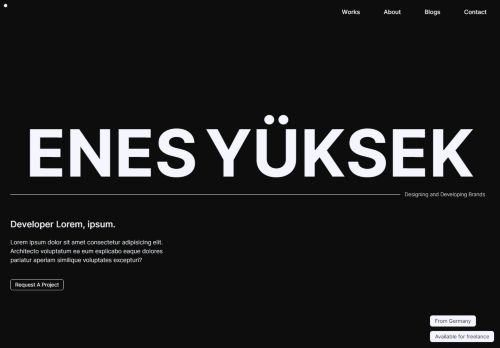 Works About Blogs Contact
ENES YÜKSEK
Designing and Developing Brands
Developer Lorem, ipsum.
Lorem ipsum dolor sit amet consectetur adipisicing elit.
Architecto voluptatum ea eum explicabo eaque dolores
pariatur aperiam similique voluptates excepturi?
Request A Project
From Germany
Available for freelance